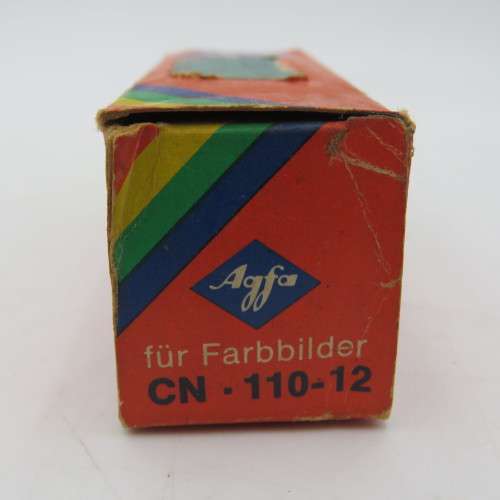 Agfa
für Farbbilder
CN · 110-12